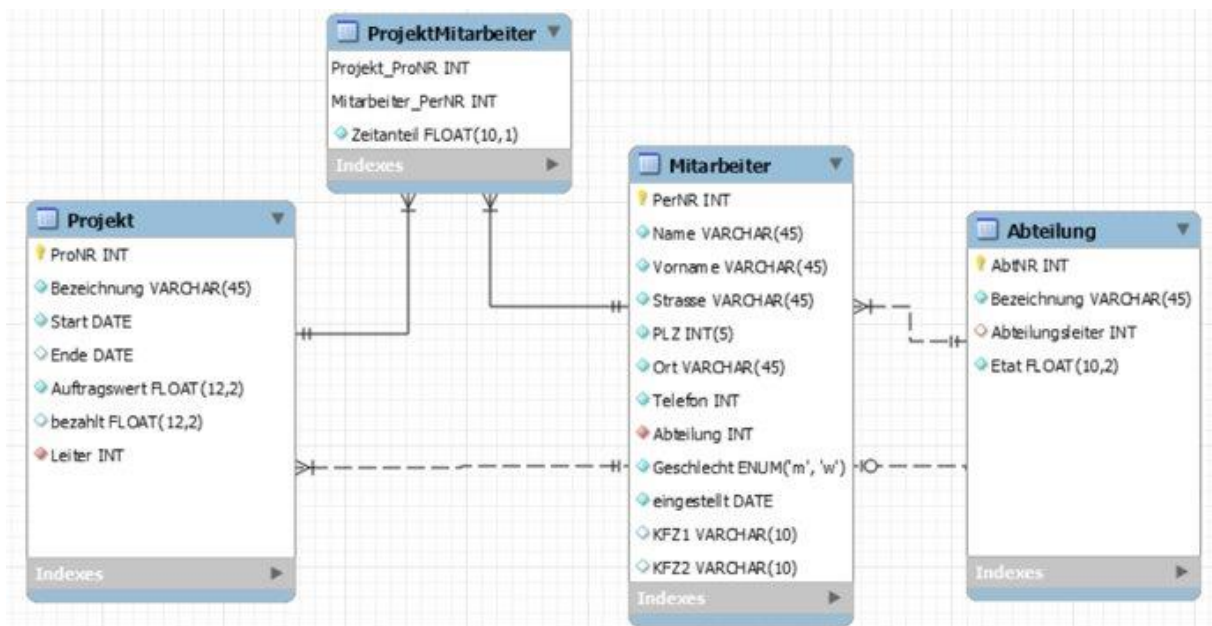 ProjektMitarbeiter
Projekt_ProNR INT
Mitarbeiter_PerNR INT
Zeitanteil FLOAT(10,1)
Indexes
Projekt
ProNR INT
Bezeichnung VARCHAR(45)
Start DATE
Ende DATE
Auftragswert FLOAT(12,2)
bezahlt FLOAT(12,2)
Leiter INT
Indexes
Mitarbeiter
PerNR INT
Name VARCHAR(45)
Vorname VARCHAR(45)
Strasse VARCHAR(45)
PLZ INT(5)
Ort VARCHAR(45)
Telefon INT
Abteilung INT
Geschlecht ENUM('m', 'w')
eingestellt DATE
KFZ1 VARCHAR(10)
KFZ2 VARCHAR(10)
Indexes
Abteilung
AbtNR INT
Bezeichnung VARCHAR(45)
Abteilungsleiter INT
Etat FLOAT(10,2)
Indexes